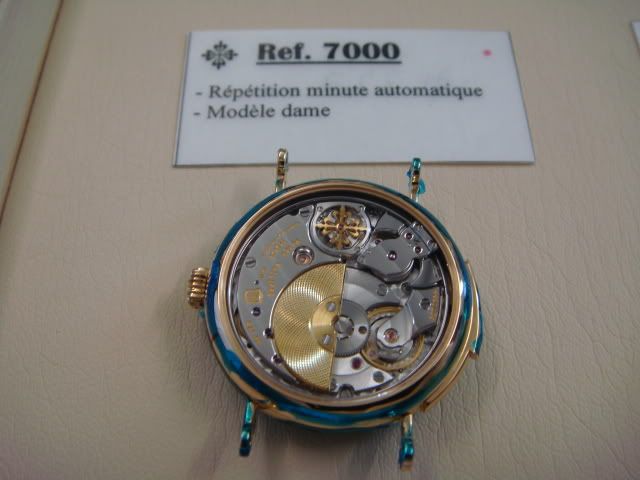 Ref. 7000
- Répétition minute automatique
- Modèle dame